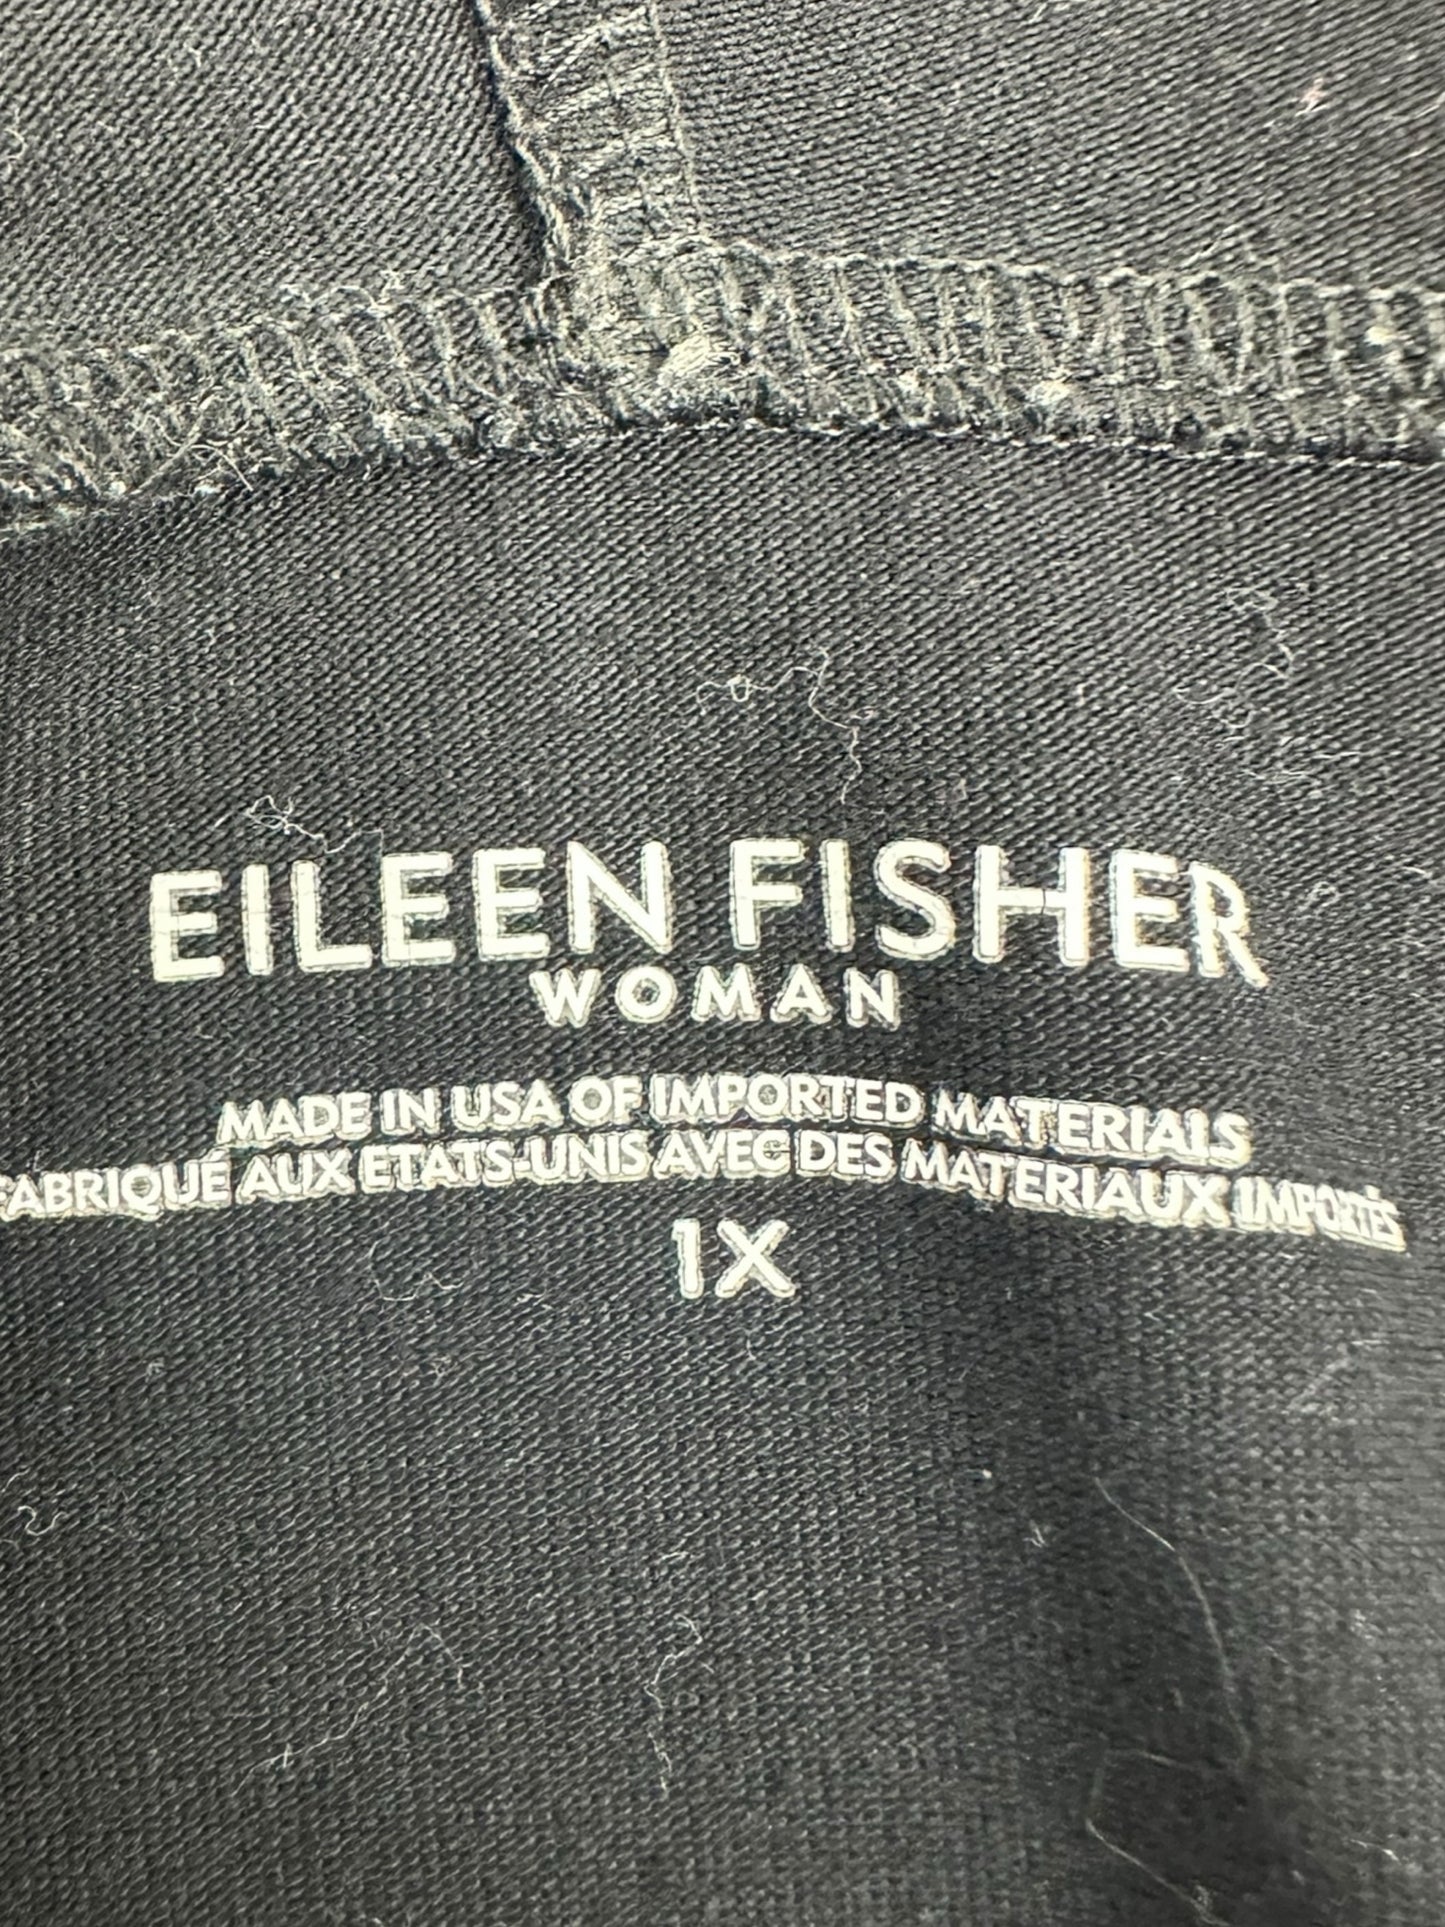 EILEEN FISHER
WOMAN
MADE IN USA OF IMPORTED MATERIALS
FABRIQUÉ AUX ETATS-UNIS AVEC DES MATERIAUX IMPORTÉS
1X